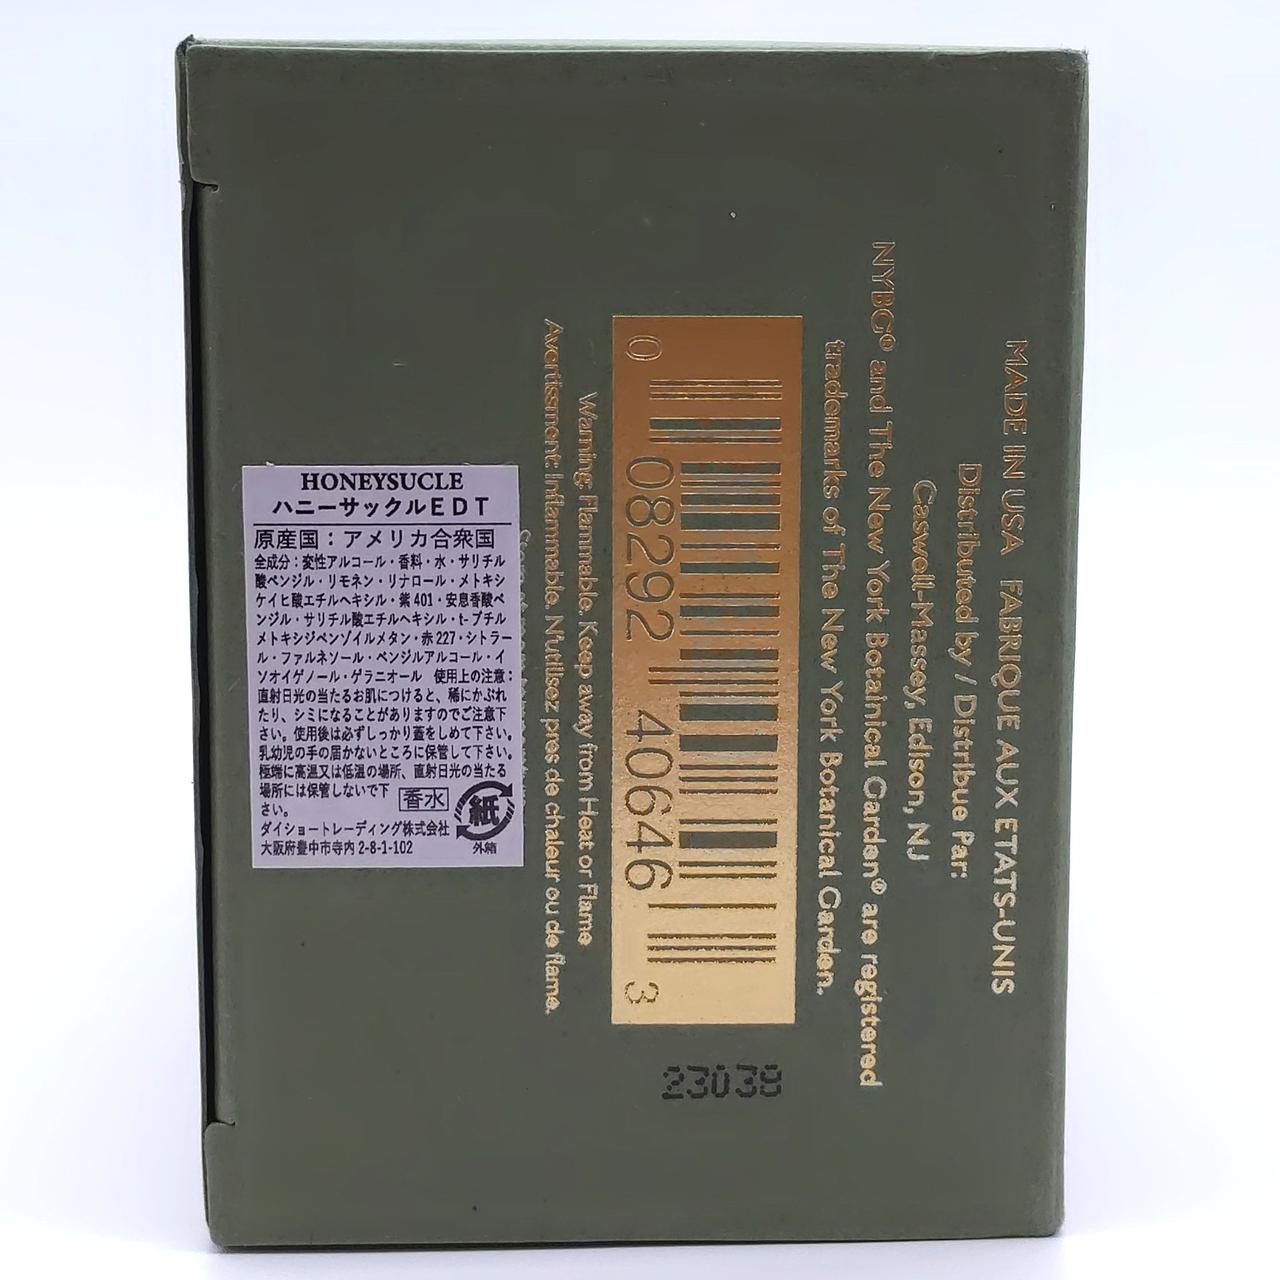 MADE IN USA FABRIQUE AUX ETATS-UNIS
Distributed by / Distribue Par:
Caswell-Massey, Edison, NJ
NYBG® and The New York Botainical Garden® are registered
trademarks of The New York Botanical Garden.
0 08292 40646 3
Warning. Flammable. Keep away from Heat or Flame
Avertissment: Inflammable. N'utilisez pres de chaleur ou de flame.
23038
HONEYSUCLE
ハニーサックルEDT
原産国：アメリカ合衆国
全成分：変性アルコール・香料・水・サリチル
酸ベンジル・リモネン・リナロール・メトキシ
ケイヒ酸エチルヘキシル・紫401・安息香酸ベ
ンジル・サリチル酸エチルヘキシル・t-ブチル
メトキシジベンゾイルメタン・赤227・シトラー
ル・ファルネソール・ベンジルアルコール・イ
ソオイゲノール・ゲラニオール 使用上の注意：
直射日光の当たるお肌につけると、稀にかぶれ
たり、シミになることがありますのでご注意下
さい。使用後は必ずしっかり蓋をしめて下さい。
乳幼児の手の届かないところに保管して下さい。
極端に高温又は低温の場所、直射日光の当たる
場所には保管しないで下
さい。
香水
紙
外箱
ダイショートレーディング株式会社
大阪府豊中市寺内2-8-1-102